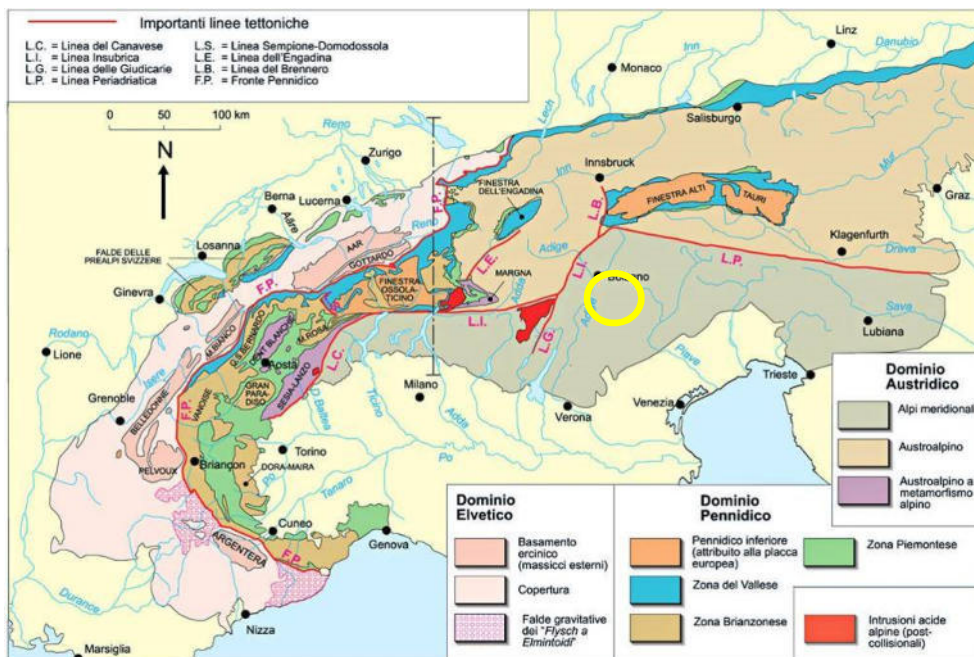 Importanti linee tettoniche
L.C. = Linea del Canavese
L.I. = Linea Insubrica
L.G. = Linea delle Giudicarie
L.P. = Linea Periadriatica
L.S. = Linea Sempione-Domodossola
L.E. = Linea dell'Engadina
L.B. = Linea del Brennero
F.P. = Fronte Pennidico
0 50 100 km
N
Linz
Danubio
Inn
Monaco
Lech
Salisburgo
Reno
Zurigo
Inn
Innsbruck
Mur
FINESTRA
DELL'ENGADINA
L.B.
FINESTRA ALTI
TAURI
Graz
Berna
Lucerna
Aare
F.P.
Reno
Losanna
FALDE DELLE
PREALPI SVIZZERE
AAR
GOTTARDO
Adige
Klagenfurth
Drava
L.P.
L.E.
L.I.
Ginevra
F.P.
L.S.
FINESTRA
OSSOLA-
TICINO
MARGNA
Adda
L.I.
L.G.
Sava
Lubiana
Rodano
Lione
M.BIANCO
G.S.BERNARDO
DENT BLANCHE
M.ROSA
Aosta
L.C.
SESIA-LANZO
Isère
Milano
Piave
Trieste
Grenoble
BELLEDONNE
F.P.
VANOISE
GRAN
PARA-
DISO
D.Baltea
Ticino
Adda
Verona
Venezia
PELVOUX
Briançon
Torino
DORA-MAIRA
Po
Po
Tanaro
Cuneo
Genova
ARGENTERA
F.P.
Durance
Nizza
Marsiglia
Dominio
Austridico
Alpi meridionali
Austroalpino
Austroalpino a
metamorfismo
alpino
Dominio
Elvetico
Basamento
ercinico
(massicci esterni)
Copertura
Falde gravitative
dei "Flysch a
Elmintoidi"
Dominio
Pennidico
Pennidico inferiore
(attribuito alla placca
europea)
Zona del Vallese
Zona Brianzonese
Zona Piemontese
Intrusioni acide
alpine (post-
collisionali)